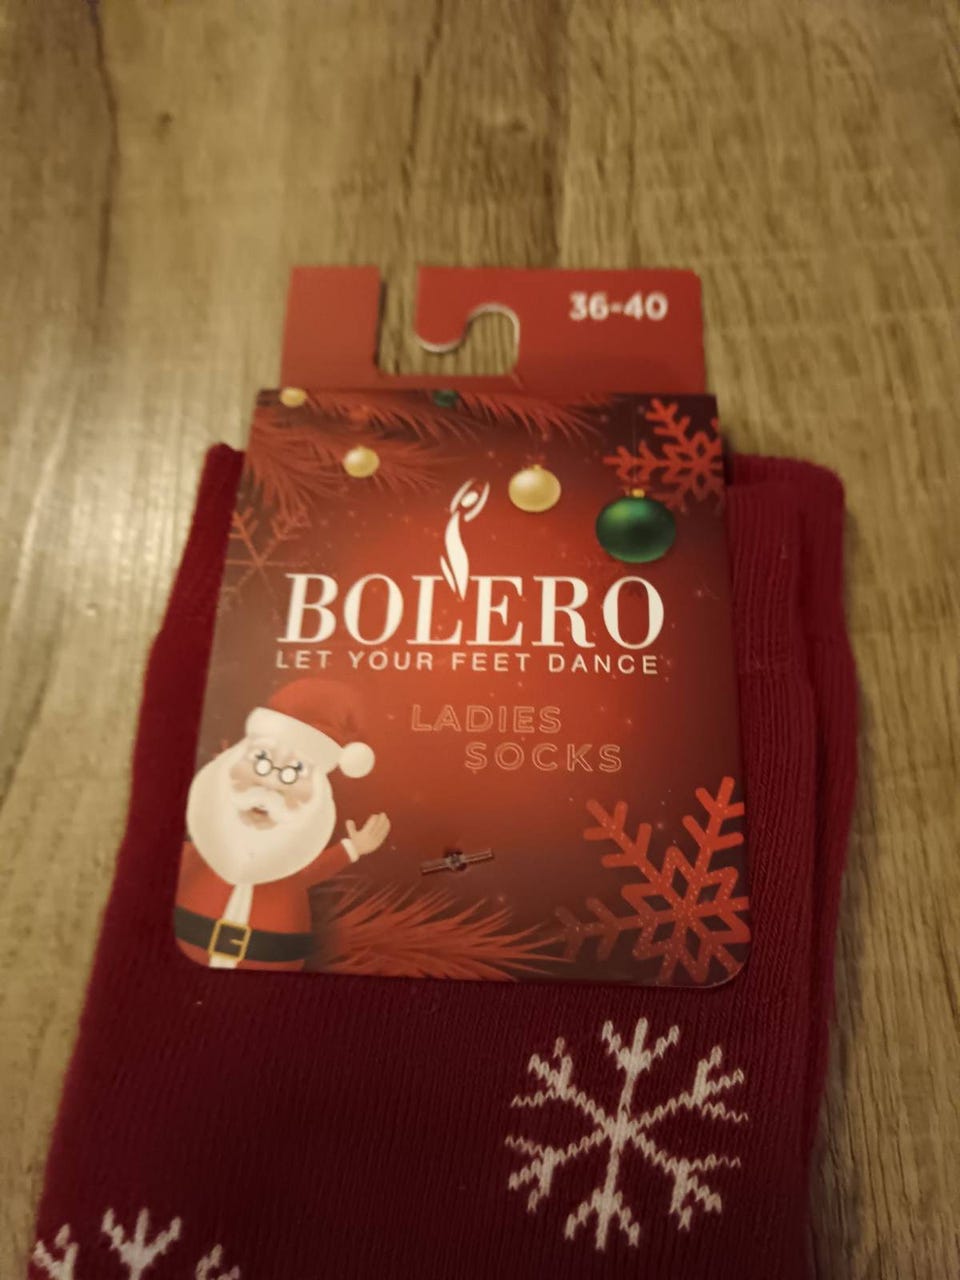 36-40
BOLERO
LET YOUR FEET DANCE
LADIES
SOCKS